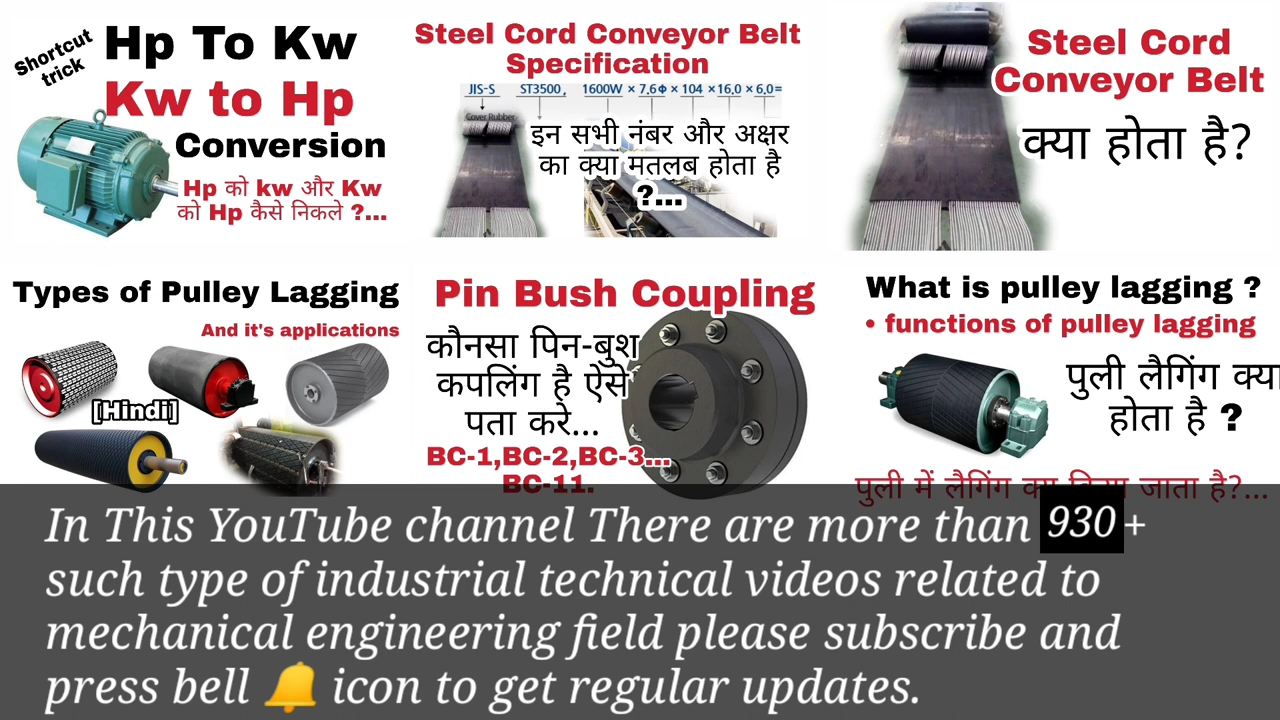 Shortcut
trick
Hp To Kw
Kw to Hp
Conversion
Hp को kw और Kw
को Hp कैसे निकले ?...
Steel Cord Conveyor Belt
Specification
JIS-S ST3500, 1600W × 7,6Φ × 104 ×16,0 × 6,0=
Cover Rubber
इन सभी नंबर और अक्षर
का क्या मतलब होता है
?...
Steel Cord
Conveyor Belt
क्या होता है?
Types of Pulley Lagging
And it's applications
[Hindi]
Pin Bush Coupling
कौनसा पिन-बुश
कपलिंग है ऐसे
पता करे...
BC-1,BC-2,BC-3...
BC-11.
What is pulley lagging ?
• functions of pulley lagging
पुली लैगिंग क्या
होता है ?
पुली में लैगिंग क्यू किया जाता है?...
In This YouTube channel There are more than 930+
such type of industrial technical videos related to
mechanical engineering field please subscribe and
press bell 🔔 icon to get regular updates.